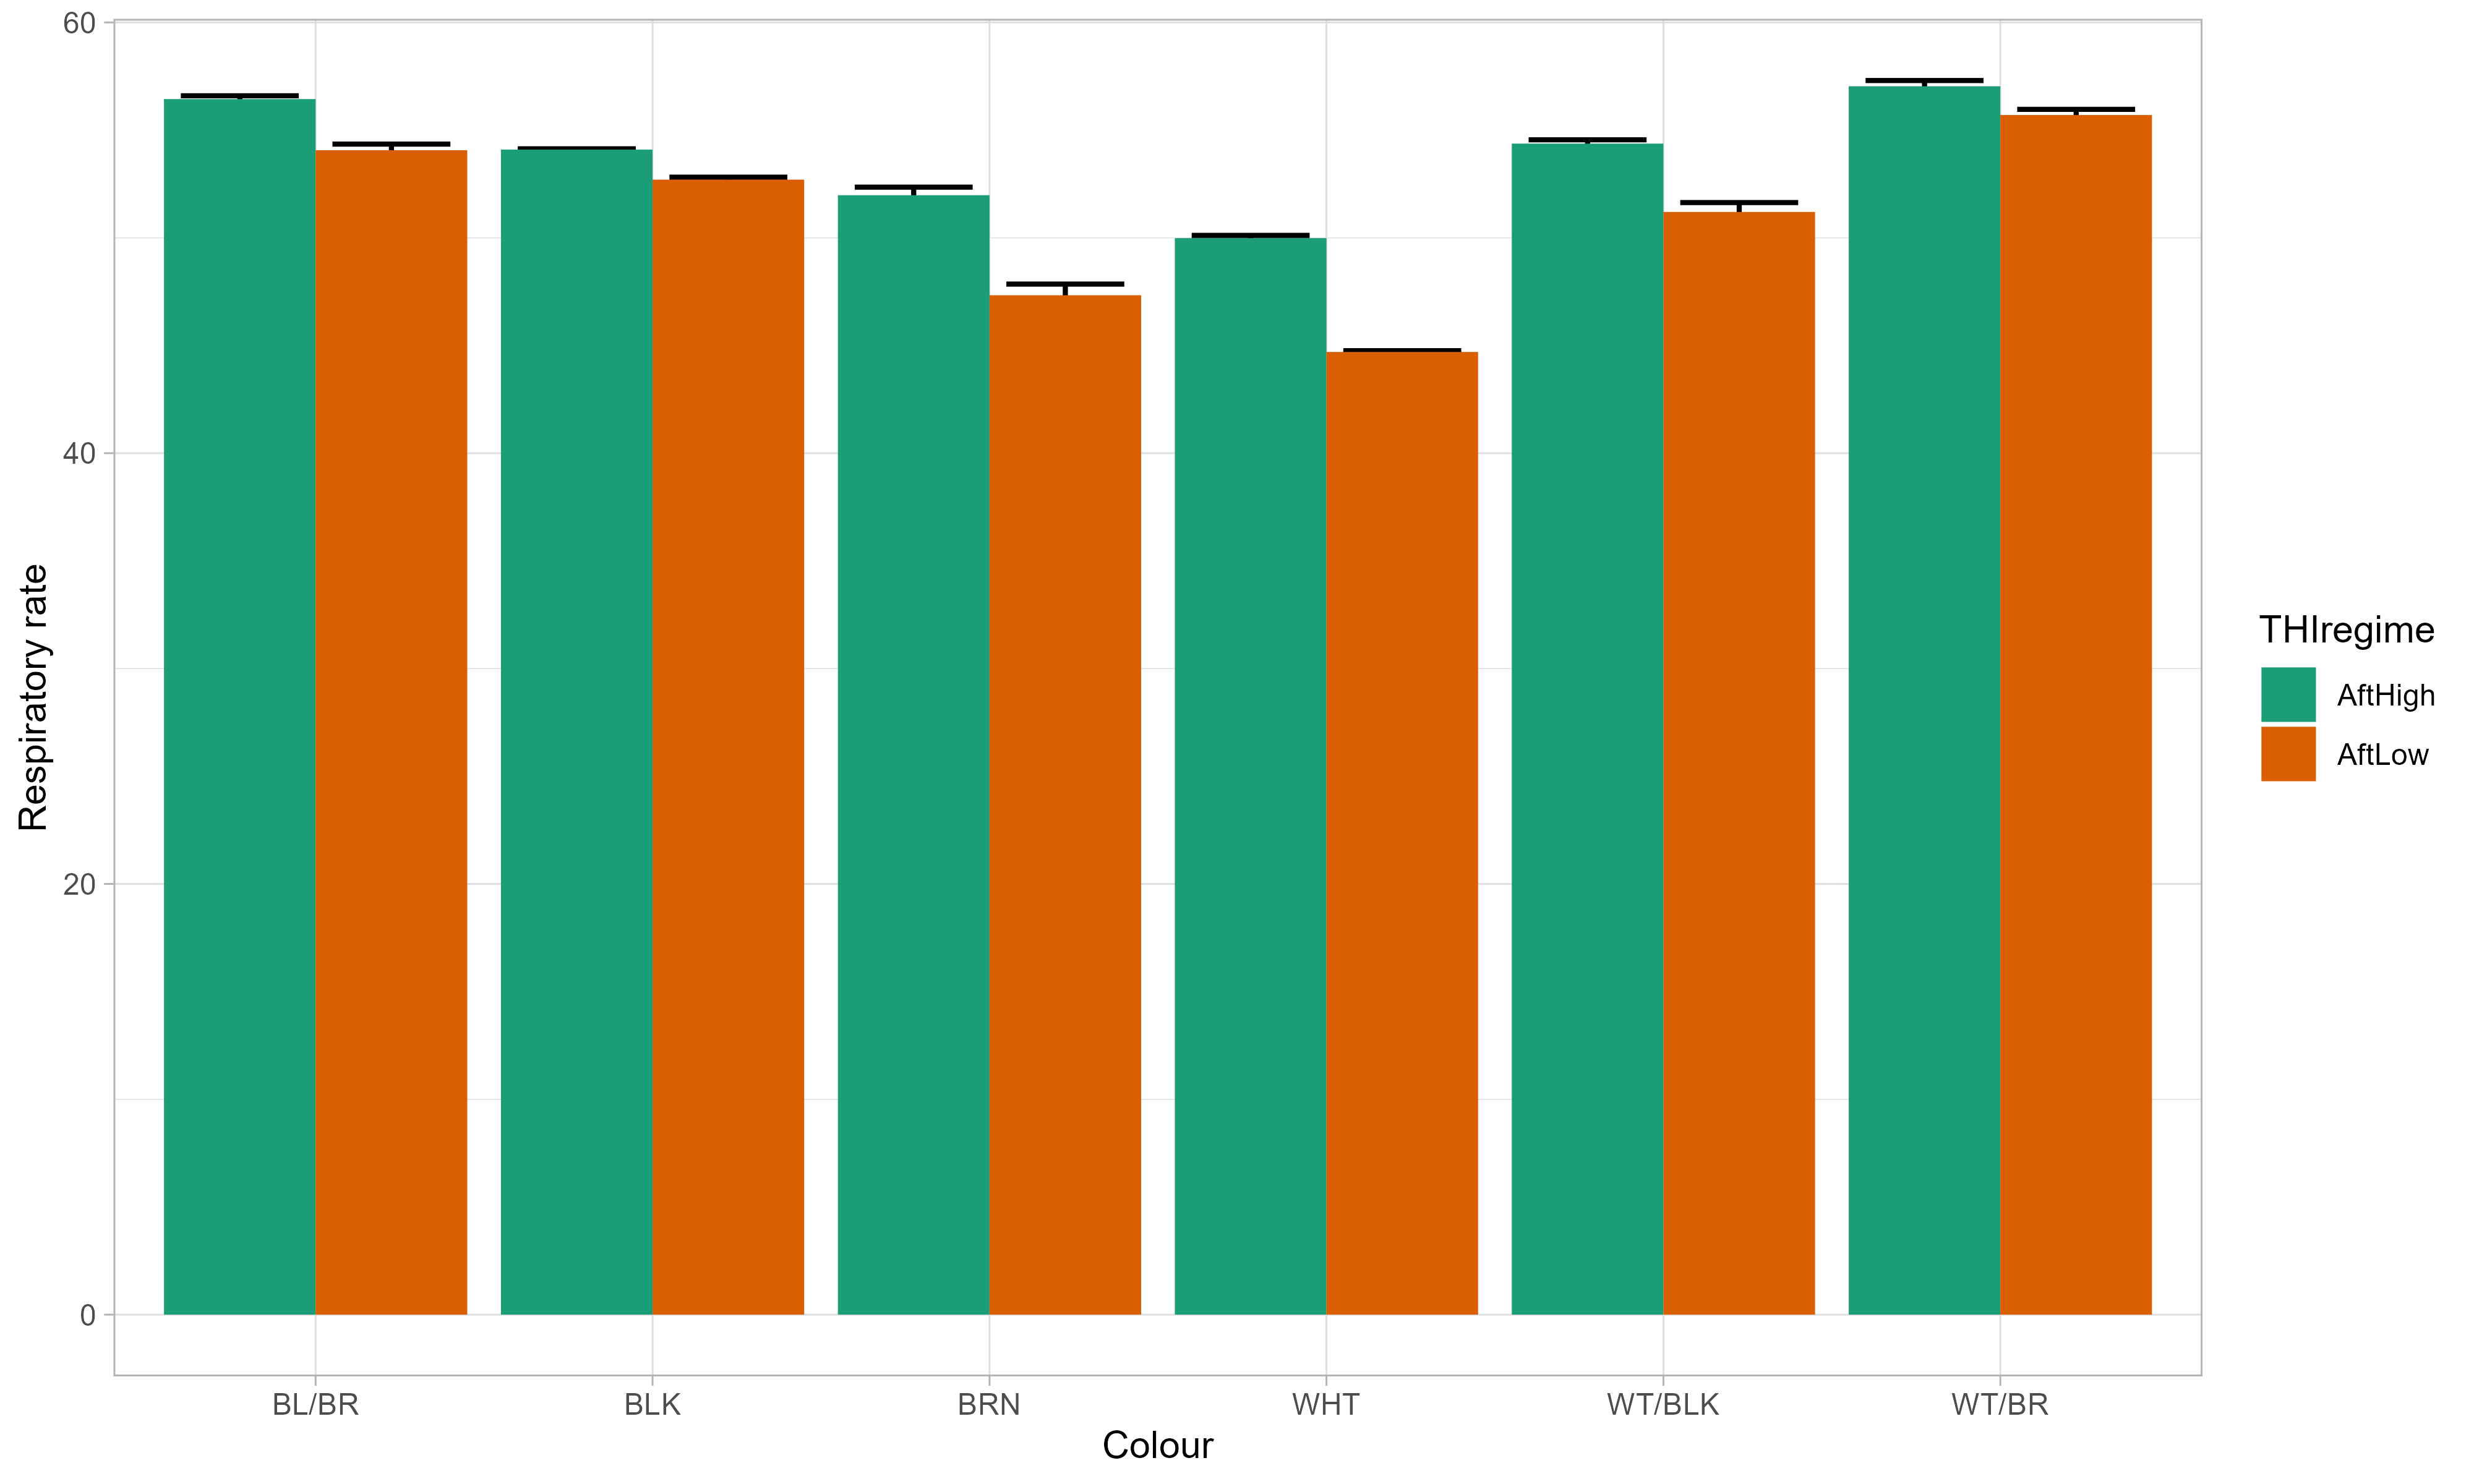 60
40
20
0
Respiratory rate
BL/BR
BLK
BRN
WHT
WT/BLK
WT/BR
Colour
THIregime
AftHigh
AftLow